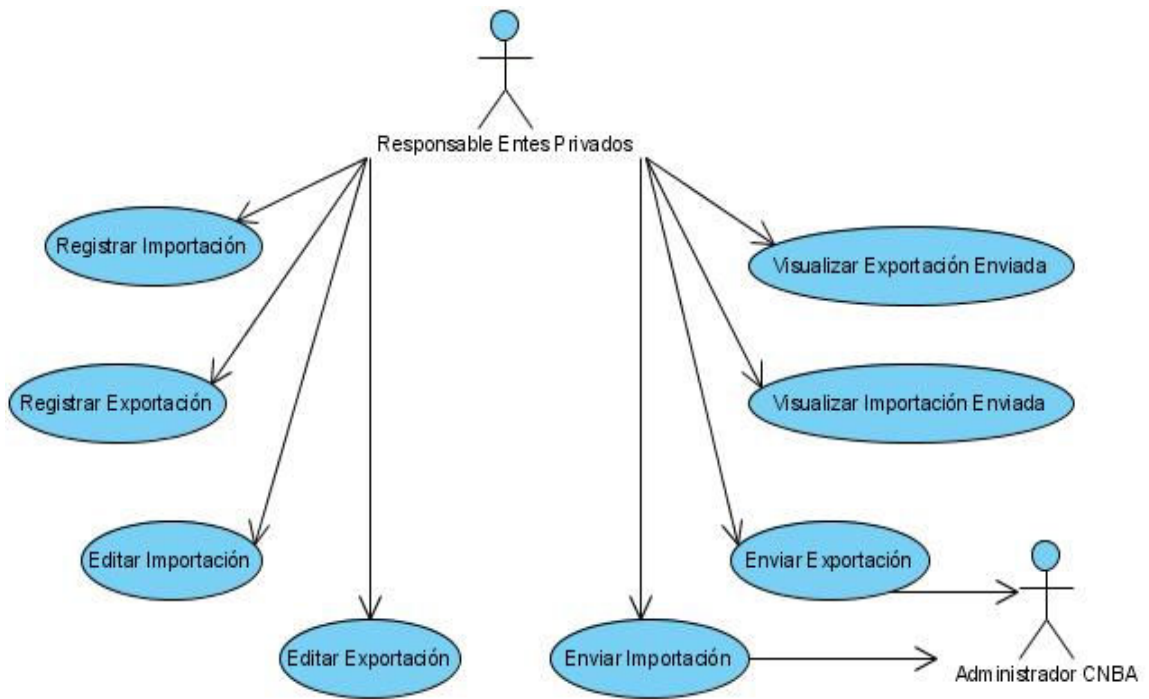 Responsable Entes Privados
Registrar Importación
Visualizar Exportación Enviada
Registrar Exportación
Visualizar Importación Enviada
Editar Importación
Enviar Exportación
Editar Exportación
Enviar Importación
Administrador CNBA